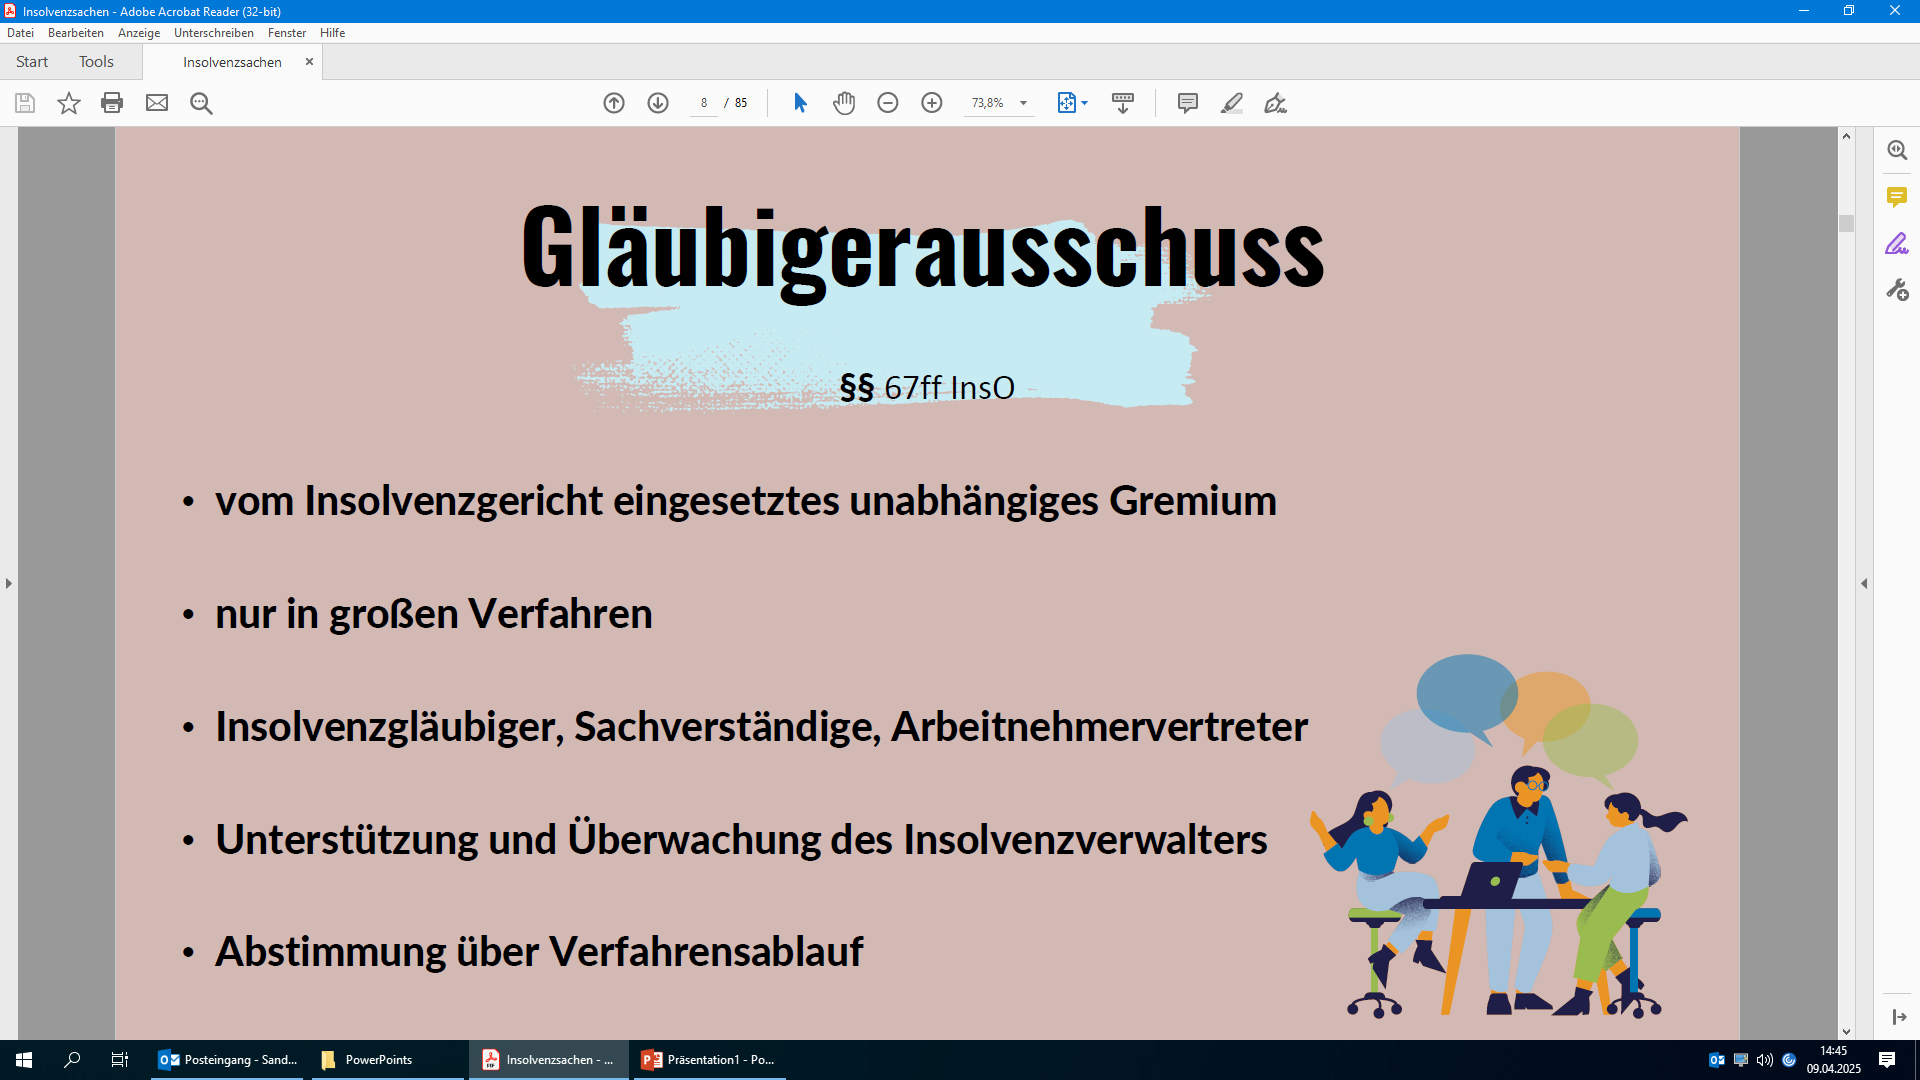 Insolvenzsachen - Adobe Acrobat Reader (32-bit)
Datei Bearbeiten Anzeige Unterschreiben Fenster Hilfe
Start Tools Insolvenzsachen
8 / 85 73,8%
Gläubigerausschuss
§§ 67ff InsO
• vom Insolvenzgericht eingesetztes unabhängiges Gremium
• nur in großen Verfahren
• Insolvenzgläubiger, Sachverständige, Arbeitnehmervertreter
• Unterstützung und Überwachung des Insolvenzverwalters
• Abstimmung über Verfahrensablauf
Posteingang - Sand... PowerPoints Insolvenzsachen - ... Präsentation1 - Po...
14:45
09.04.2025